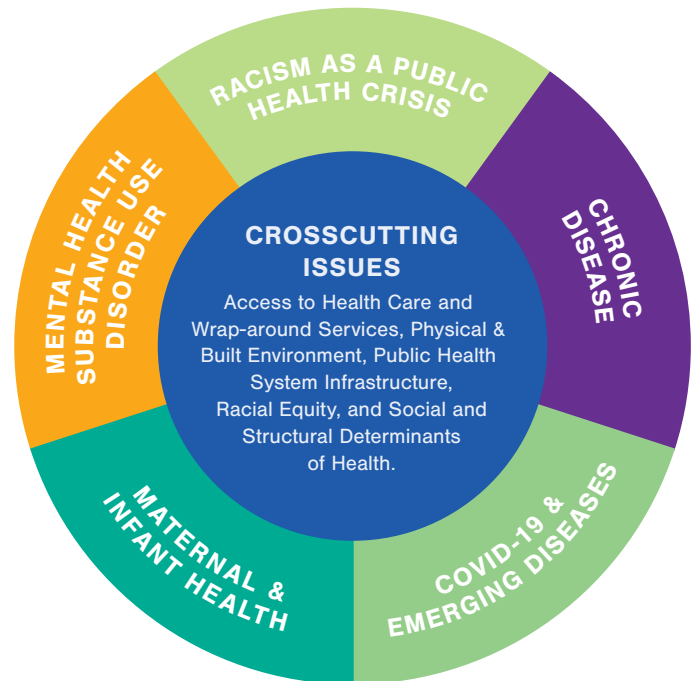 RACISM AS A PUBLIC
HEALTH CRISIS
CHRONIC
DISEASE
COVID-19 &
EMERGING DISEASES
MATERNAL &
INFANT HEALTH
MENTAL HEALTH
SUBSTANCE USE
DISORDER
CROSSCUTTING
ISSUES
Access to Health Care and
Wrap-around Services, Physical &
Built Environment, Public Health
System Infrastructure,
Racial Equity, and Social and
Structural Determinants
of Health.